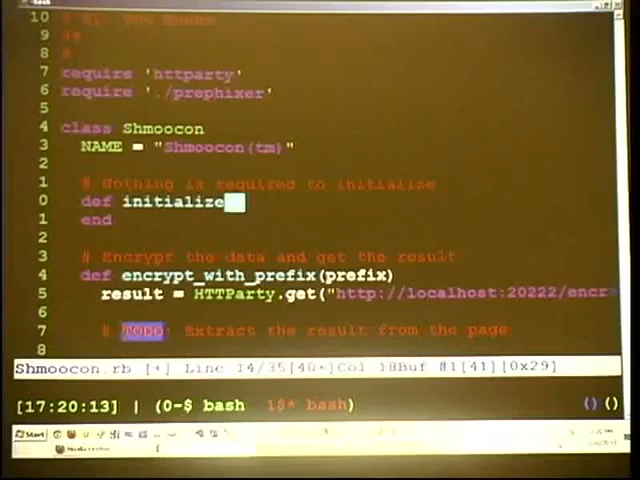 10
9 ##
8 #
7 require 'httparty'
6 require './prephixer'
5
4 class Shmoocon
3 NAME = "Shmoocon(tm)"
2
1 # Nothing is required to initialize
0 def initialize
1 end
2
3 # Encrypt the data and get the result
4 def encrypt_with_prefix(prefix)
5 result = HTTParty.get("http://localhost:20222/encr>
6
7 # TODO: Extract the result from the page
8
Shmoocon.rb [+] Line 14/35[40+]Col 18Buf #1[41][0x29]
[17:20:13] | (0-$ bash 1$* bash) ()()
Start